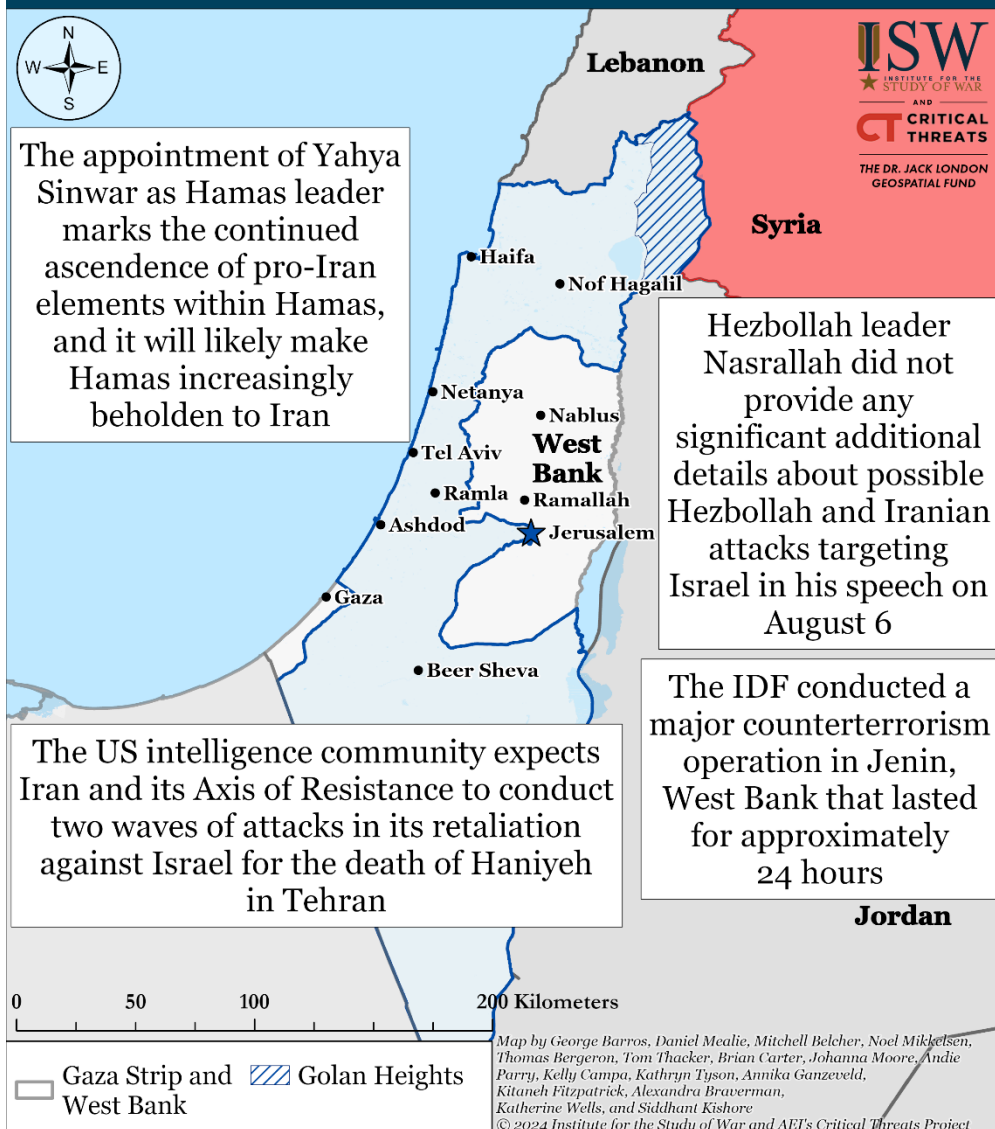 N
W
E
S
Lebanon
ISW
INSTITUTE FOR THE
STUDY OF WAR
AND
CT CRITICAL
THREATS
THE DR. JACK LONDON
GEOSPATIAL FUND
The appointment of Yahya
Sinwar as Hamas leader
marks the continued
ascendence of pro-Iran
elements within Hamas,
and it will likely make
Hamas increasingly
beholden to Iran
Syria
Haifa
Nof Hagalil
Hezbollah leader
Nasrallah did not
provide any
significant additional
details about possible
Hezbollah and Iranian
attacks targeting
Israel in his speech on
August 6
Netanya
Nablus
West
Bank
Tel Aviv
Ramla
Ramallah
Ashdod
Jerusalem
Gaza
Beer Sheva
The IDF conducted a
major counterterrorism
operation in Jenin,
West Bank that lasted
for approximately
24 hours
The US intelligence community expects
Iran and its Axis of Resistance to conduct
two waves of attacks in its retaliation
against Israel for the death of Haniyeh
in Tehran
Jordan
0 50 100 200 Kilometers
Gaza Strip and
West Bank
Golan Heights
Map by George Barros, Daniel Mealie, Mitchell Belcher, Noel Mikkelsen,
Thomas Bergeron, Tom Thacker, Brian Carter, Johanna Moore, Andie
Parry, Kelly Campa, Kathryn Tyson, Annika Ganzeveld,
Kitaneh Fitzpatrick, Alexandra Braverman,
Katherine Wells, and Siddhant Kishore
© 2024 Institute for the Study of War and AEI's Critical Threats Project